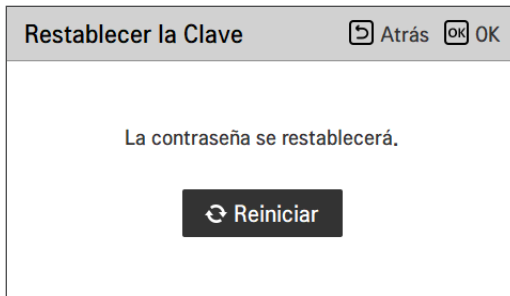 Restablecer la Clave Atrás OK OK
La contraseña se restablecerá.
Reiniciar